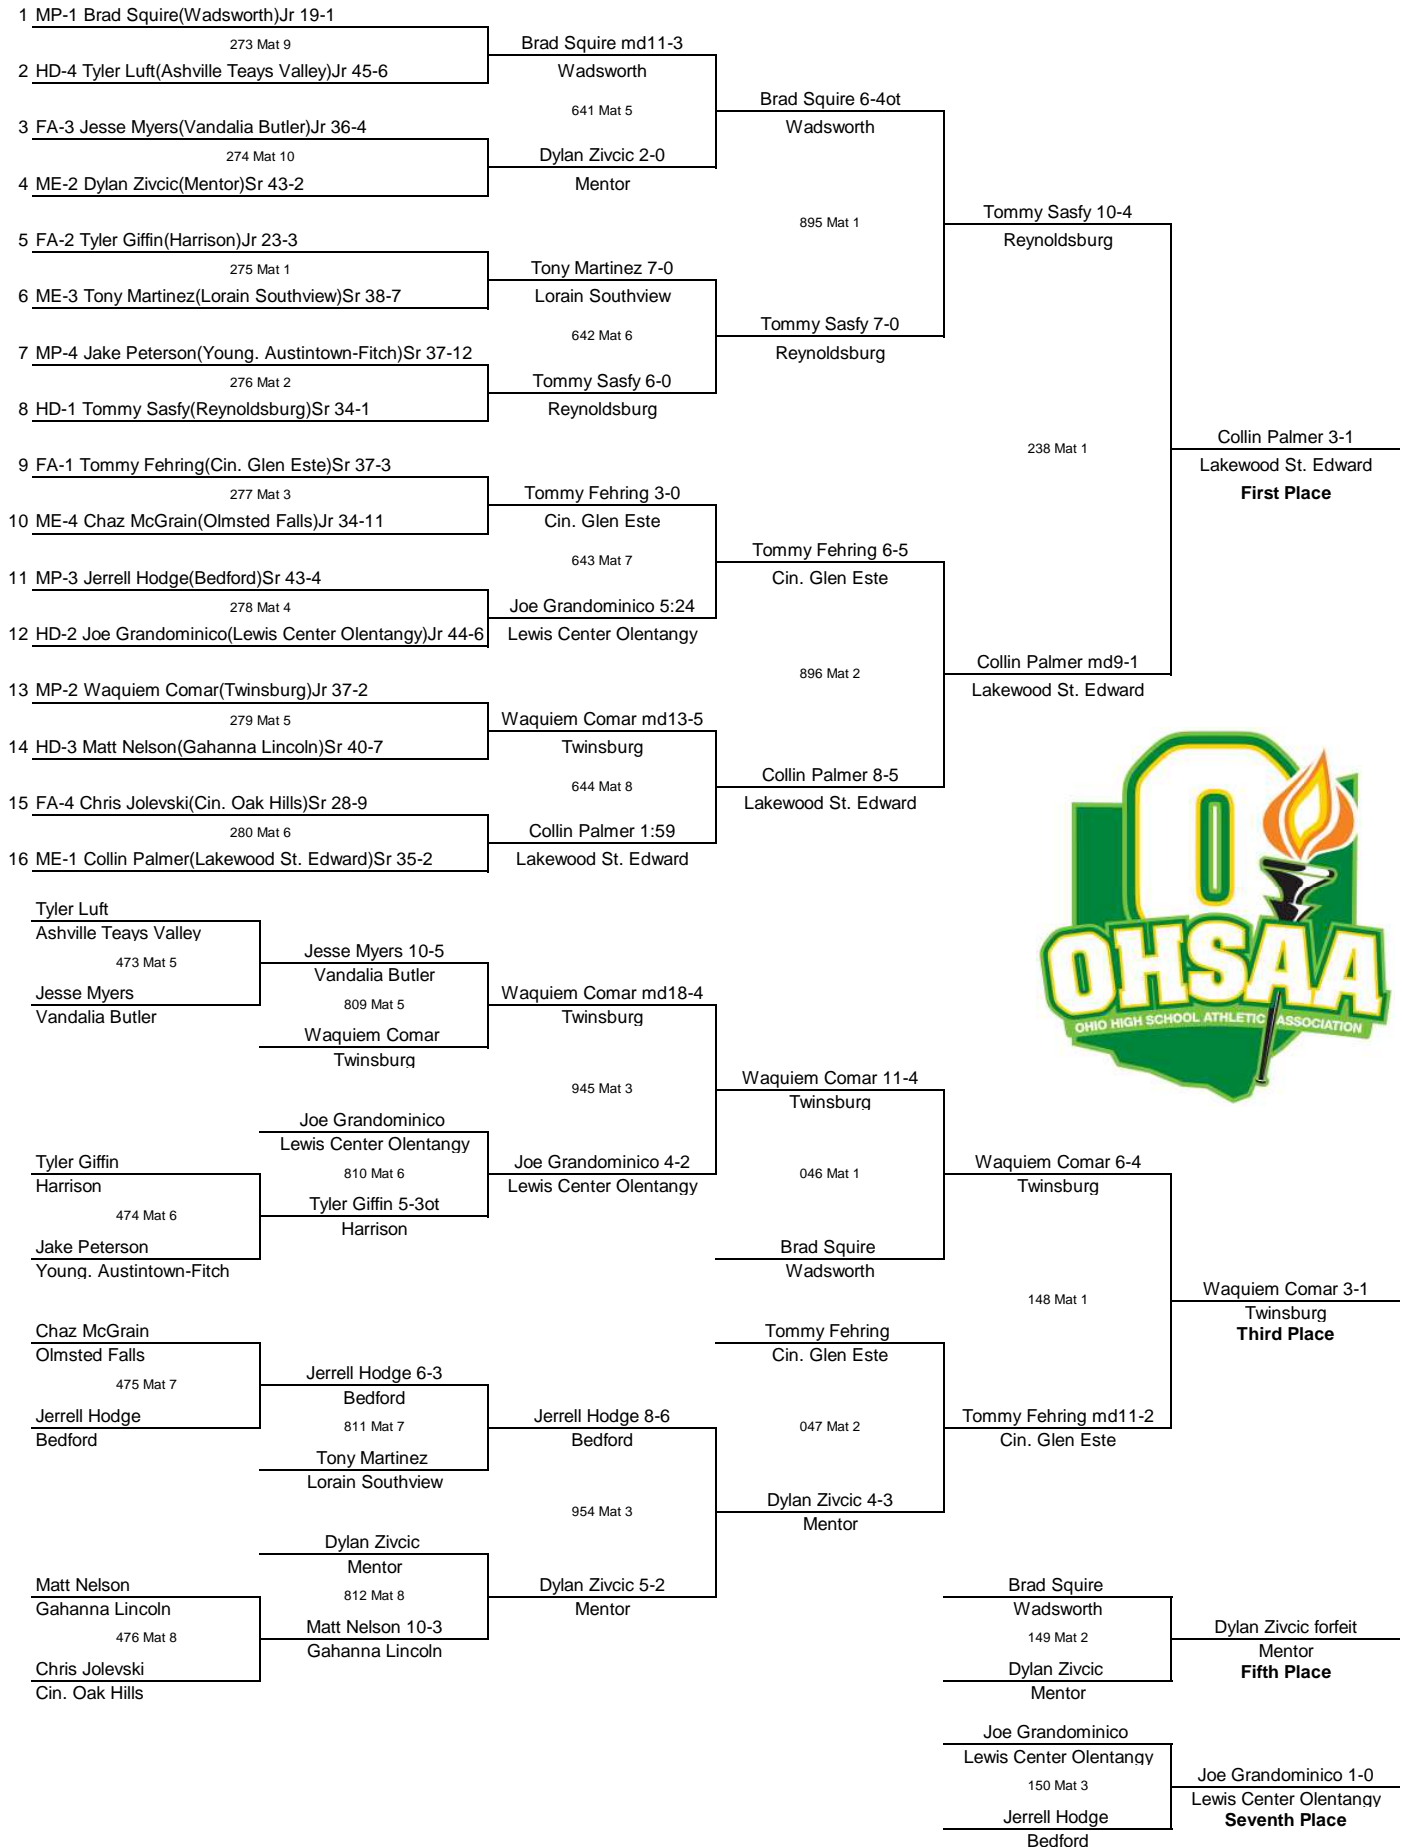 1 MP-1 Brad Squire(Wadsworth)Jr 19-1
273 Mat 9
Brad Squire md11-3
2 HD-4 Tyler Luft(Ashville Teays Valley)Jr 45-6
Wadsworth
641 Mat 5
Brad Squire 6-4ot
3 FA-3 Jesse Myers(Vandalia Butler)Jr 36-4
Wadsworth
274 Mat 10
Dylan Zivcic 2-0
4 ME-2 Dylan Zivcic(Mentor)Sr 43-2
Mentor
895 Mat 1
Tommy Sasfy 10-4
5 FA-2 Tyler Giffin(Harrison)Jr 23-3
Reynoldsburg
275 Mat 1
Tony Martinez 7-0
6 ME-3 Tony Martinez(Lorain Southview)Sr 38-7
Lorain Southview
642 Mat 6
Tommy Sasfy 7-0
7 MP-4 Jake Peterson(Young. Austintown-Fitch)Sr 37-12
Reynoldsburg
276 Mat 2
Tommy Sasfy 6-0
8 HD-1 Tommy Sasfy(Reynoldsburg)Sr 34-1
Reynoldsburg
238 Mat 1
Collin Palmer 3-1
9 FA-1 Tommy Fehring(Cin. Glen Este)Sr 37-3
Lakewood St. Edward
277 Mat 3
Tommy Fehring 3-0
First Place
10 ME-4 Chaz McGrain(Olmsted Falls)Jr 34-11
Cin. Glen Este
643 Mat 7
Tommy Fehring 6-5
11 MP-3 Jerrell Hodge(Bedford)Sr 43-4
Cin. Glen Este
278 Mat 4
Joe Grandominico 5:24
12 HD-2 Joe Grandominico(Lewis Center Olentangy)Jr 44-6
Lewis Center Olentangy
896 Mat 2
Collin Palmer md9-1
13 MP-2 Waquiem Comar(Twinsburg)Jr 37-2
Lakewood St. Edward
279 Mat 5
Waquiem Comar md13-5
14 HD-3 Matt Nelson(Gahanna Lincoln)Sr 40-7
Twinsburg
644 Mat 8
Collin Palmer 8-5
15 FA-4 Chris Jolevski(Cin. Oak Hills)Sr 28-9
Lakewood St. Edward
280 Mat 6
Collin Palmer 1:59
16 ME-1 Collin Palmer(Lakewood St. Edward)Sr 35-2
Lakewood St. Edward
O
OHSAA
OHIO HIGH SCHOOL ATHLETIC ASSOCIATION
Tyler Luft
Ashville Teays Valley
473 Mat 5
Jesse Myers 10-5
Vandalia Butler
Jesse Myers
Vandalia Butler
809 Mat 5
Waquiem Comar md18-4
Twinsburg
Waquiem Comar
Twinsburg
945 Mat 3
Waquiem Comar 11-4
Twinsburg
Joe Grandominico
Lewis Center Olentangy
Tyler Giffin
Harrison
810 Mat 6
Joe Grandominico 4-2
Lewis Center Olentangy
046 Mat 1
Waquiem Comar 6-4
Twinsburg
474 Mat 6
Tyler Giffin 5-3ot
Harrison
Jake Peterson
Young. Austintown-Fitch
Brad Squire
Wadsworth
148 Mat 1
Waquiem Comar 3-1
Twinsburg
Third Place
Chaz McGrain
Olmsted Falls
Tommy Fehring
Cin. Glen Este
475 Mat 7
Jerrell Hodge 6-3
Bedford
Jerrell Hodge
Bedford
811 Mat 7
Jerrell Hodge 8-6
Bedford
047 Mat 2
Tommy Fehring md11-2
Cin. Glen Este
Tony Martinez
Lorain Southview
954 Mat 3
Dylan Zivcic 4-3
Mentor
Dylan Zivcic
Mentor
Matt Nelson
Gahanna Lincoln
812 Mat 8
Dylan Zivcic 5-2
Mentor
Brad Squire
Wadsworth
476 Mat 8
Matt Nelson 10-3
Gahanna Lincoln
149 Mat 2
Dylan Zivcic forfeit
Mentor
Fifth Place
Chris Jolevski
Cin. Oak Hills
Dylan Zivcic
Mentor
Joe Grandominico
Lewis Center Olentangy
150 Mat 3
Joe Grandominico 1-0
Lewis Center Olentangy
Seventh Place
Jerrell Hodge
Bedford